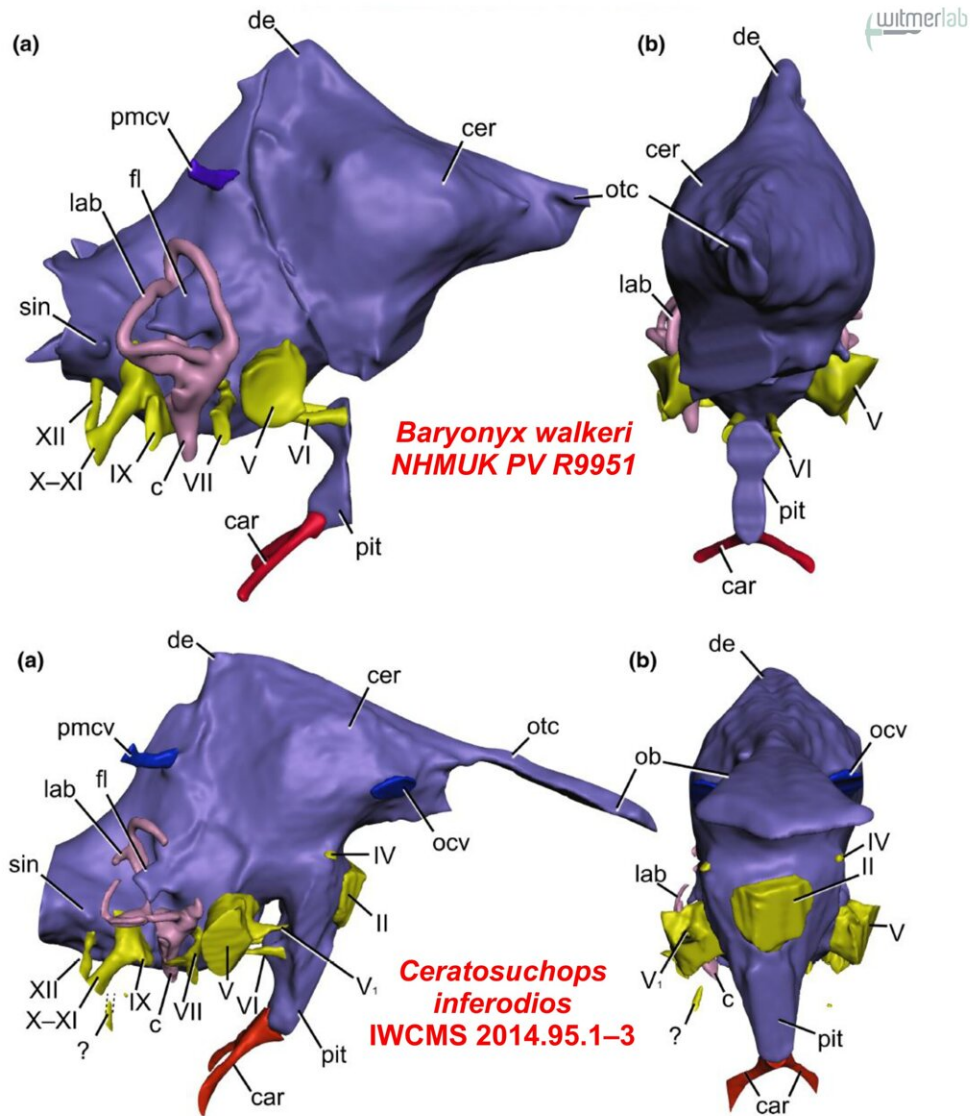 witmerlab
(a)
de
pmcv
cer
fl
otc
lab
sin
XII
X–XI
IX
c
VII
V
VI
car
pit
(b)
de
cer
lab
V
VI
pit
car
Baryonyx walkeri
NHMUK PV R9951
(a)
de
cer
pmcv
otc
fl
lab
ob
sin
ocv
IV
II
XII
X–XI
IX
c
VII
V
VI
V1
?
pit
car
(b)
de
ocv
IV
II
lab
V
V1
c
?
pit
car
Ceratosuchops
inferodios
IWCMS 2014.95.1–3